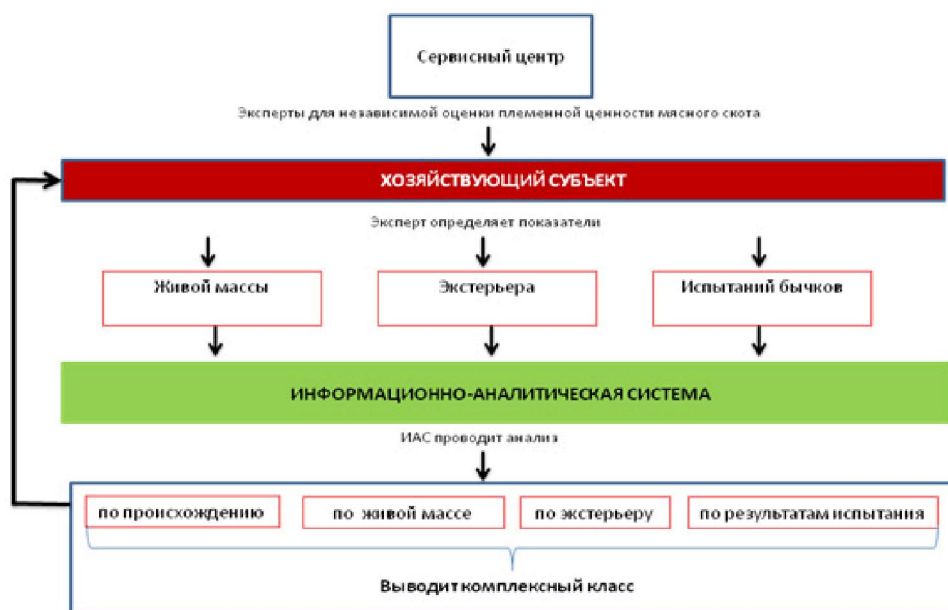 Сервисный центр
Эксперты для независимой оценки племенной ценности мясного скота
ХОЗЯЙСТВУЮЩИЙ СУБЪЕКТ
Эксперт определяет показатели
Живой массы
Экстерьера
Испытаний бычков
ИНФОРМАЦИОННО-АНАЛИТИЧЕСКАЯ СИСТЕМА
ИАС проводит анализ
по происхождению
по живой массе
по экстерьеру
по результатам испытания
Выводит комплексный класс